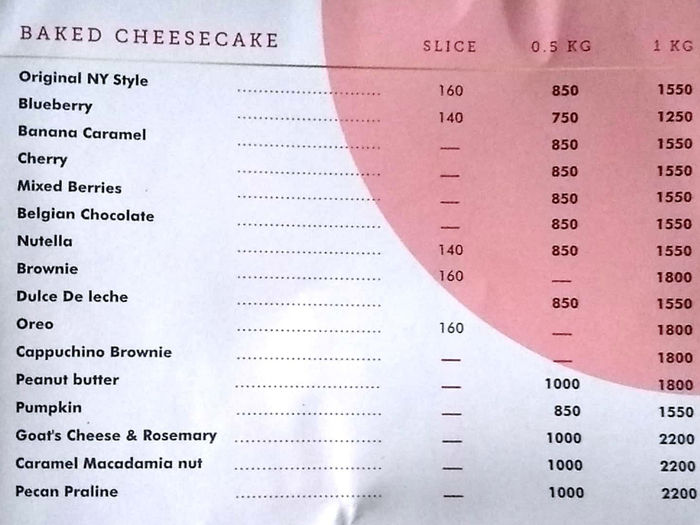 BAKED CHEESECAKE SLICE 0.5 KG 1 KG
Original NY Style .......... 160 850 1550
Blueberry .......... 140 750 1250
Banana Caramel .......... — 850 1550
Cherry .......... — 850 1550
Mixed Berries .......... — 850 1550
Belgian Chocolate .......... — 850 1550
Nutella .......... 140 850 1550
Brownie .......... 160 — 1800
Dulce De leche .......... 850 1550
Oreo .......... 160 — 1800
Cappuchino Brownie .......... — — 1800
Peanut butter .......... — 1000 1800
Pumpkin .......... — 850 1550
Goat's Cheese & Rosemary .......... — 1000 2200
Caramel Macadamia nut .......... — 1000 2200
Pecan Praline .......... — 1000 2200